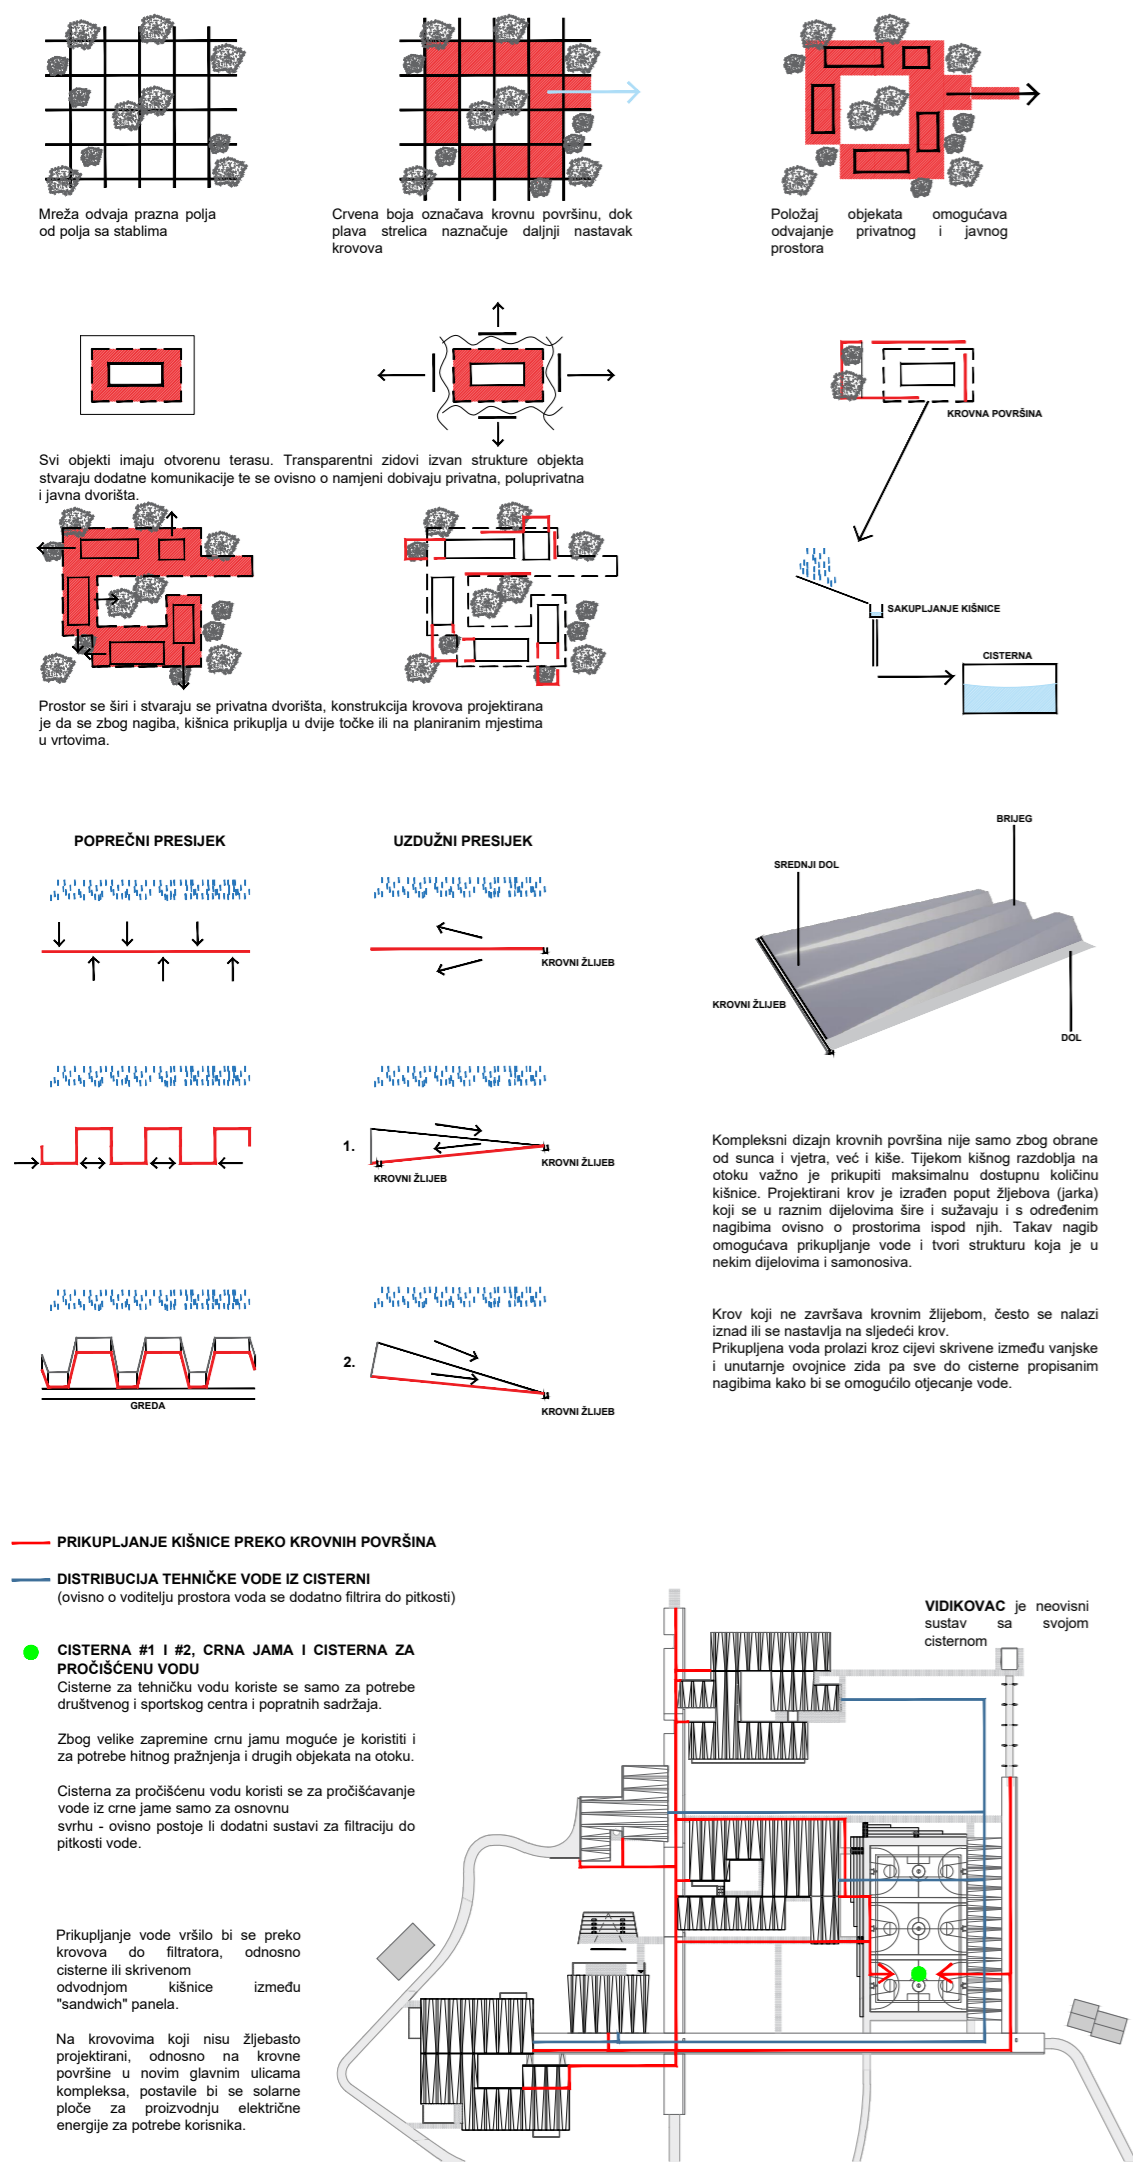 Mreža odvaja prazna polja
od polja sa stablima
Crvena boja označava krovnu površinu, dok
plava strelica naznačuje daljnji nastavak
krovova
Položaj objekata omogućava
odvajanje privatnog i javnog
prostora
KROVNA POVRŠINA
Svi objekti imaju otvorenu terasu. Transparentni zidovi izvan strukture objekta
stvaraju dodatne komunikacije te se ovisno o namjeni dobivaju privatna, poluprivatna
i javna dvorišta.
SAKUPLJANJE KIŠNICE
CISTERNA
Prostor se širi i stvaraju se privatna dvorišta, konstrukcija krovova projektirana
je da se zbog nagiba, kišnica prikuplja u dvije točke ili na planiranim mjestima
u vrtovima.
POPREČNI PRESIJEK
UZDUŽNI PRESIJEK
KROVNI ŽLIJEB
1.
KROVNI ŽLIJEB
KROVNI ŽLIJEB
2.
KROVNI ŽLIJEB
GREDA
BRIJEG
SREDNJI DOL
KROVNI ŽLIJEB
DOL
Kompleksni dizajn krovnih površina nije samo zbog obrane
od sunca i vjetra, već i kiše. Tijekom kišnog razdoblja na
otoku važno je prikupiti maksimalnu dostupnu količinu
kišnice. Projektirani krov je izrađen poput žljebova (jarka)
koji se u raznim dijelovima šire i sužavaju i s određenim
nagibima ovisno o prostorima ispod njih. Takav nagib
omogućava prikupljanje vode i tvori strukturu koja je u
nekim dijelovima i samonosiva.
Krov koji ne završava krovnim žlijebom, često se nalazi
iznad ili se nastavlja na sljedeći krov.
Prikupljena voda prolazi kroz cijevi skrivene između vanjske
i unutarnje ovojnice zida pa sve do cisterne propisanim
nagibima kako bi se omogućilo otjecanje vode.
PRIKUPLJANJE KIŠNICE PREKO KROVNIH POVRŠINA
DISTRIBUCIJA TEHNIČKE VODE IZ CISTERNI
(ovisno o voditelju prostora voda se dodatno filtrira do pitkosti)
CISTERNA #1 I #2, CRNA JAMA I CISTERNA ZA
PROČIŠĆENU VODU
Cisterne za tehničku vodu koriste se samo za potrebe
društvenog i sportskog centra i popratnih sadržaja.
Zbog velike zapremine crnu jamu moguće je koristiti i
za potrebe hitnog pražnjenja i drugih objekata na otoku.
Cisterna za pročišćenu vodu koristi se za pročišćavanje
vode iz crne jame samo za osnovnu
svrhu - ovisno postoje li dodatni sustavi za filtraciju do
pitkosti vode.
VIDIKOVAC je neovisni
sustav sa svojom
cisternom
Prikupljanje vode vršilo bi se preko
krovova do filtratora, odnosno
cisterne ili skrivenom
odvodnjom kišnice između
"sandwich" panela.
Na krovovima koji nisu žljebasto
projektirani, odnosno na krovne
površine u novim glavnim ulicama
kompleksa, postavile bi se solarne
ploče za proizvodnju električne
energije za potrebe korisnika.